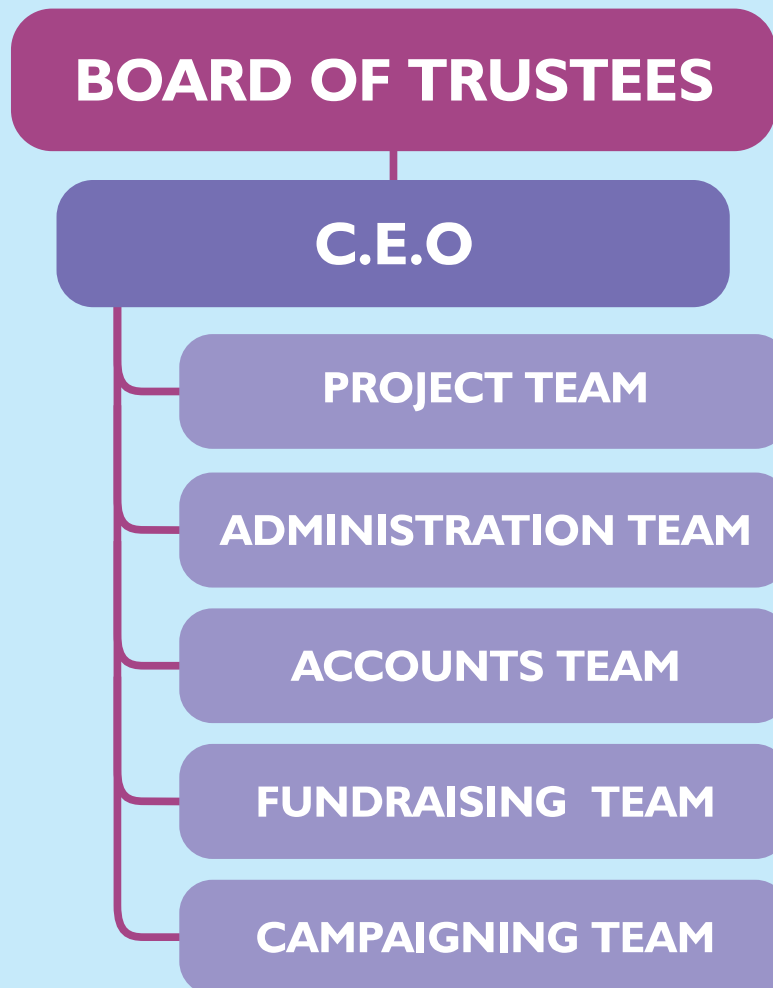 BOARD OF TRUSTEES
C.E.O
PROJECT TEAM
ADMINISTRATION TEAM
ACCOUNTS TEAM
FUNDRAISING  TEAM
CAMPAIGNING TEAM